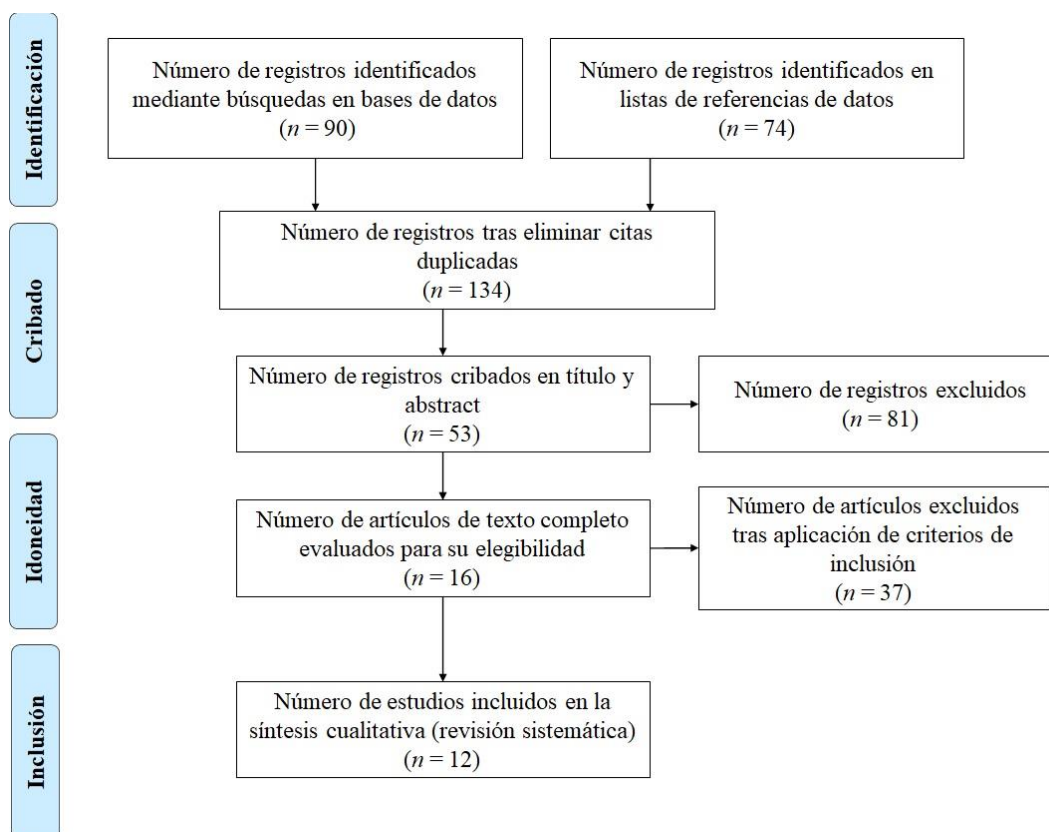 Identificación
Número de registros identificados
mediante búsquedas en bases de datos
(n = 90)
Número de registros identificados en
listas de referencias de datos
(n = 74)
Cribado
Número de registros tras eliminar citas
duplicadas
(n = 134)
Número de registros cribados en título y
abstract
(n = 53)
Número de registros excluidos
(n = 81)
Idoneidad
Número de artículos de texto completo
evaluados para su elegibilidad
(n = 16)
Número de artículos excluidos
tras aplicación de criterios de
inclusión
(n = 37)
Inclusión
Número de estudios incluidos en la
síntesis cualitativa (revisión sistemática)
(n = 12)